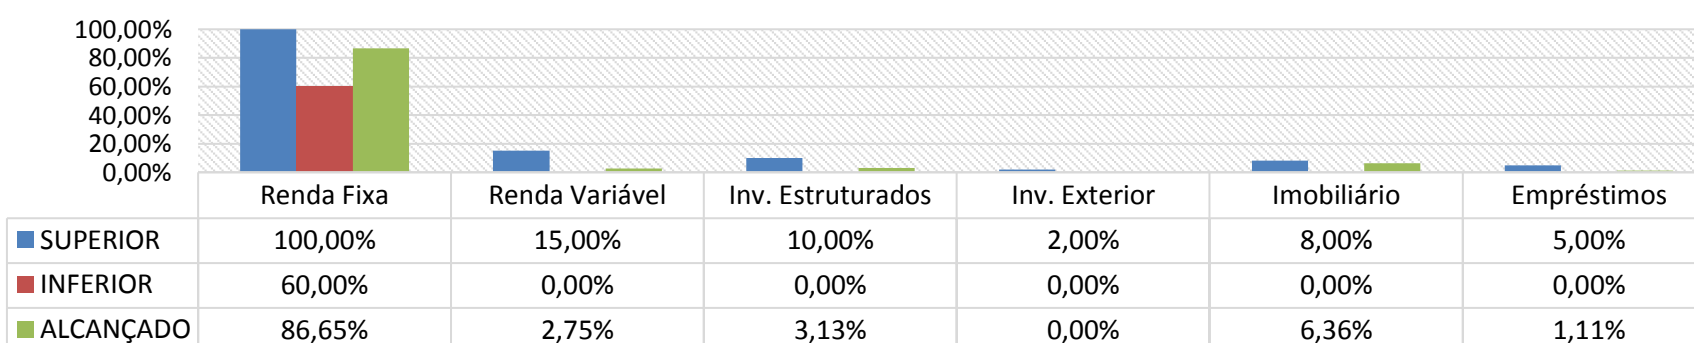 100,00%
80,00%
60,00%
40,00%
20,00%
0,00%
Renda Fixa Renda Variável Inv. Estruturados Inv. Exterior Imobiliário Empréstimos
SUPERIOR 100,00% 15,00% 10,00% 2,00% 8,00% 5,00%
INFERIOR 60,00% 0,00% 0,00% 0,00% 0,00% 0,00%
ALCANÇADO 86,65% 2,75% 3,13% 0,00% 6,36% 1,11%